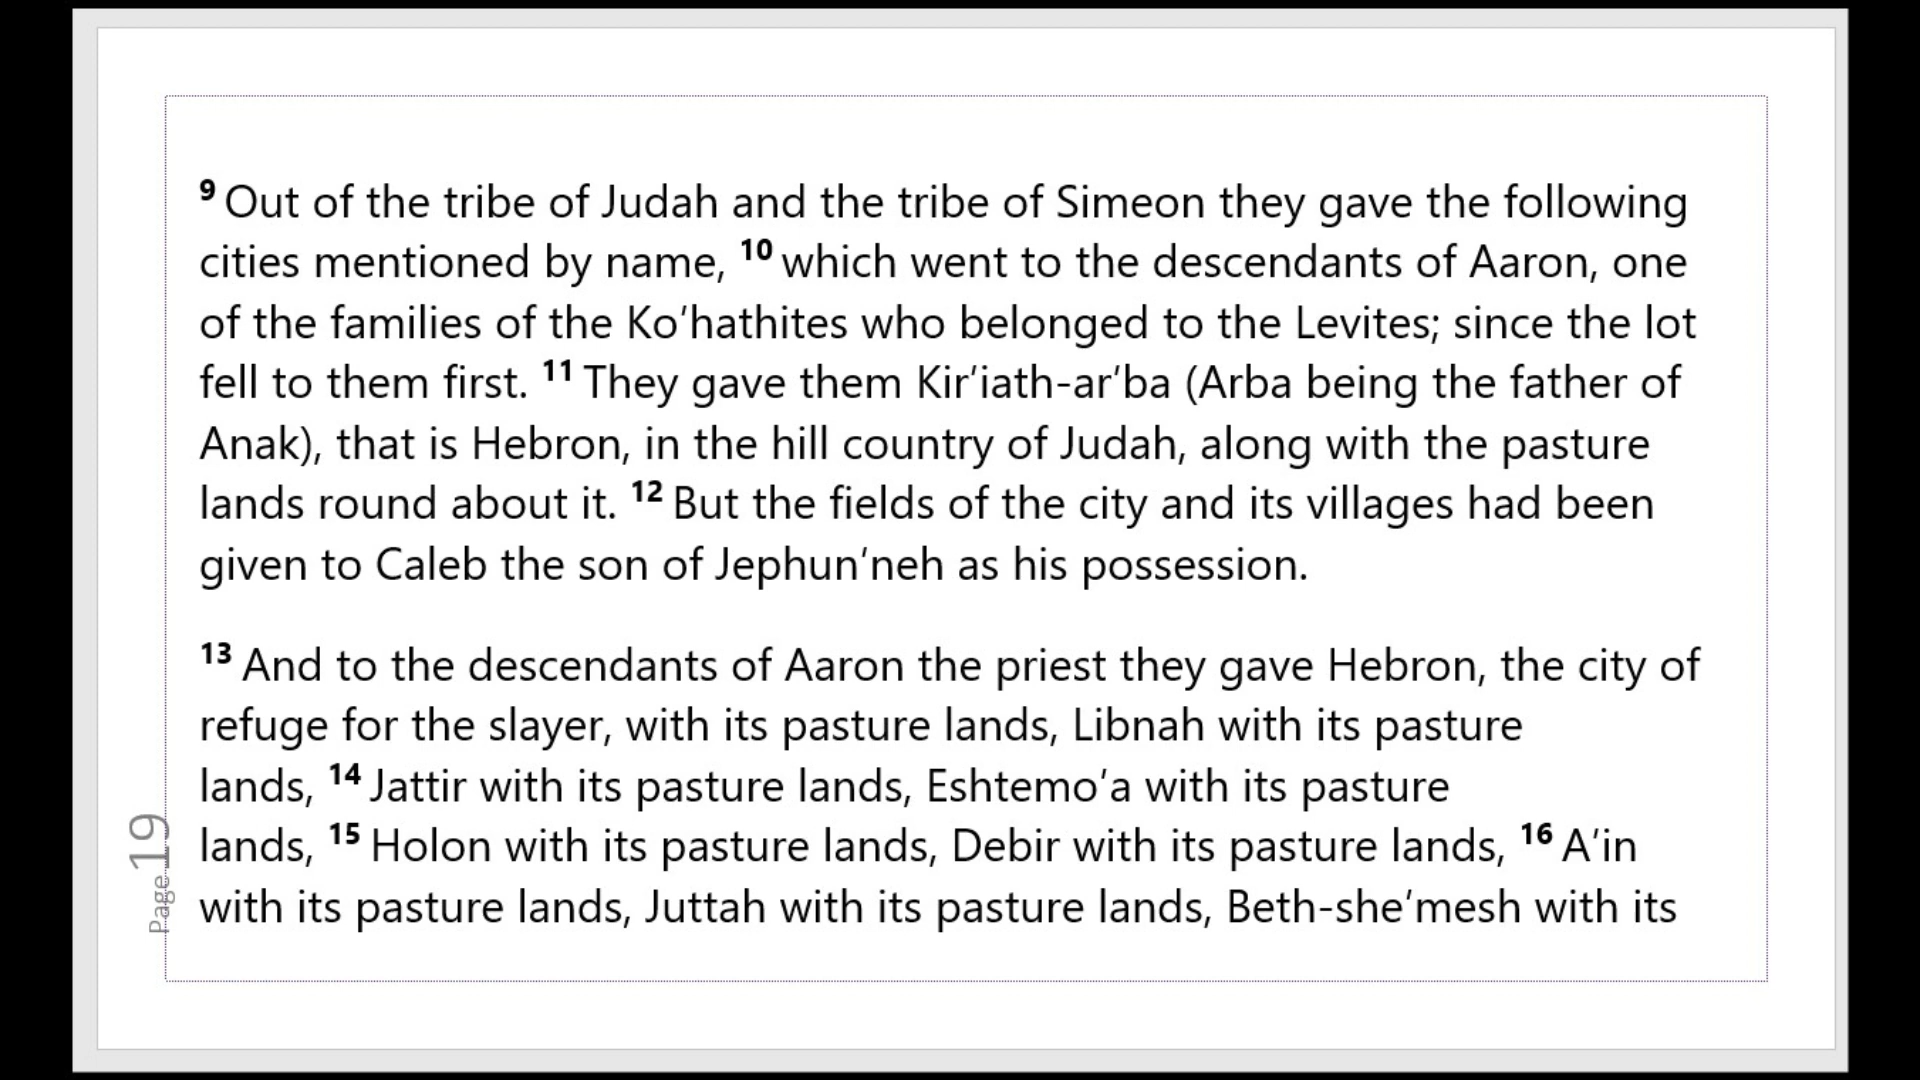 9 Out of the tribe of Judah and the tribe of Simeon they gave the following
cities mentioned by name, 10 which went to the descendants of Aaron, one
of the families of the Ko′hathites who belonged to the Levites; since the lot
fell to them first. 11 They gave them Kir′iath-ar′ba (Arba being the father of
Anak), that is Hebron, in the hill country of Judah, along with the pasture
lands round about it. 12 But the fields of the city and its villages had been
given to Caleb the son of Jephun′neh as his possession.
13 And to the descendants of Aaron the priest they gave Hebron, the city of
refuge for the slayer, with its pasture lands, Libnah with its pasture
lands, 14 Jattir with its pasture lands, Eshtemo′a with its pasture
lands, 15 Holon with its pasture lands, Debir with its pasture lands, 16 A′in
with its pasture lands, Juttah with its pasture lands, Beth-she′mesh with its
Page 19